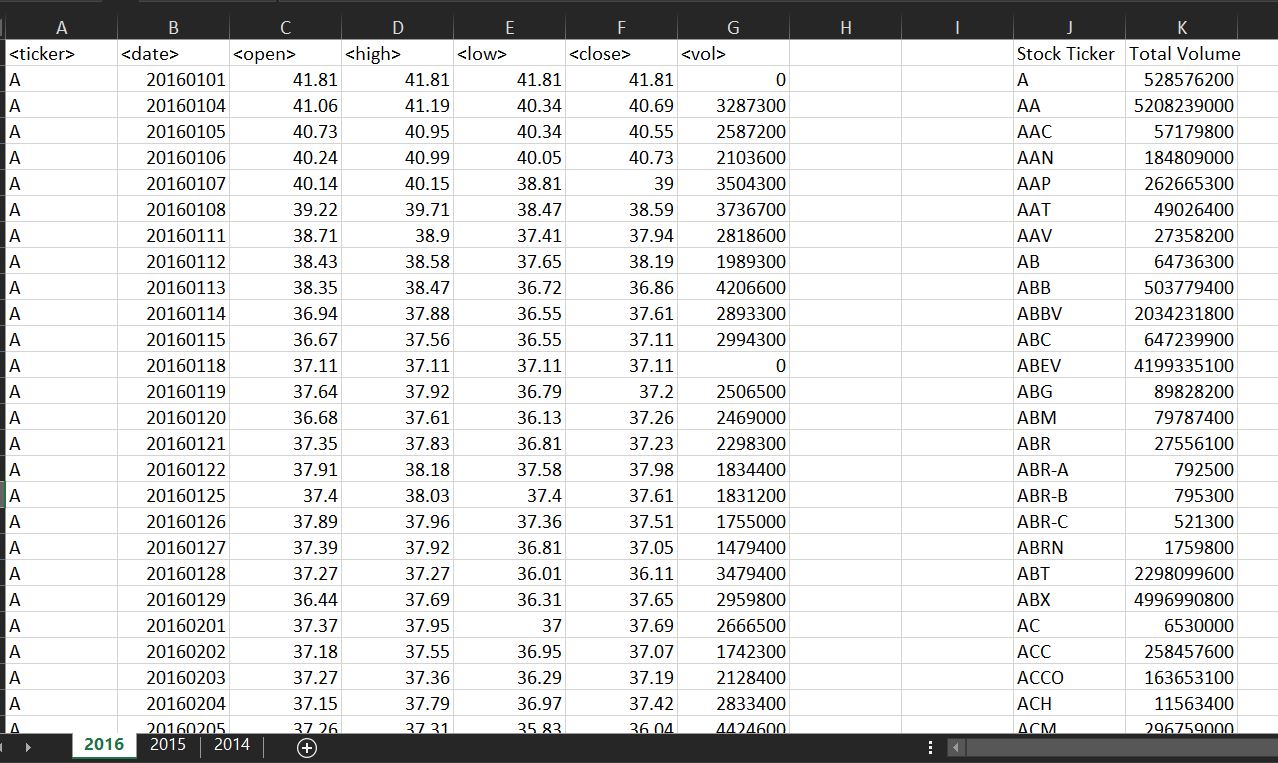 A B C D E F G H I J K
<ticker> <date> <open> <high> <low> <close> <vol> Stock Ticker Total Volume
A 20160101 41.81 41.81 41.81 41.81 0 A 528576200
A 20160104 41.06 41.19 40.34 40.69 3287300 AA 5208239000
A 20160105 40.73 40.95 40.34 40.55 2587200 AAC 57179800
A 20160106 40.24 40.99 40.05 40.73 2103600 AAN 184809000
A 20160107 40.14 40.15 38.81 39 3504300 AAP 262665300
A 20160108 39.22 39.71 38.47 38.59 3736700 AAT 49026400
A 20160111 38.71 38.9 37.41 37.94 2818600 AAV 27358200
A 20160112 38.43 38.58 37.65 38.19 1989300 AB 64736300
A 20160113 38.35 38.47 36.72 36.86 4206600 ABB 503779400
A 20160114 36.94 37.88 36.55 37.61 2893300 ABBV 2034231800
A 20160115 36.67 37.56 36.55 37.11 2994300 ABC 647239900
A 20160118 37.11 37.11 37.11 37.11 0 ABEV 4199335100
A 20160119 37.64 37.92 36.79 37.2 2506500 ABG 89828200
A 20160120 36.68 37.61 36.13 37.26 2469000 ABM 79787400
A 20160121 37.35 37.83 36.81 37.23 2298300 ABR 27556100
A 20160122 37.91 38.18 37.58 37.98 1834400 ABR-A 792500
A 20160125 37.4 38.03 37.4 37.61 1831200 ABR-B 795300
A 20160126 37.89 37.96 37.36 37.51 1755000 ABR-C 521300
A 20160127 37.39 37.92 36.81 37.05 1479400 ABRN 1759800
A 20160128 37.27 37.27 36.01 36.11 3479400 ABT 2298099600
A 20160129 36.44 37.69 36.31 37.65 2959800 ABX 4996990800
A 20160201 37.37 37.95 37 37.69 2666500 AC 6530000
A 20160202 37.18 37.55 36.95 37.07 1742300 ACC 258457600
A 20160203 37.27 37.36 36.29 37.19 2128400 ACCO 163653100
A 20160204 37.15 37.79 36.97 37.42 2833400 ACH 11563400
A 20160205 37.26 37.31 35.83 36.04 4424600 ACM 296759000
2016 2015 2014